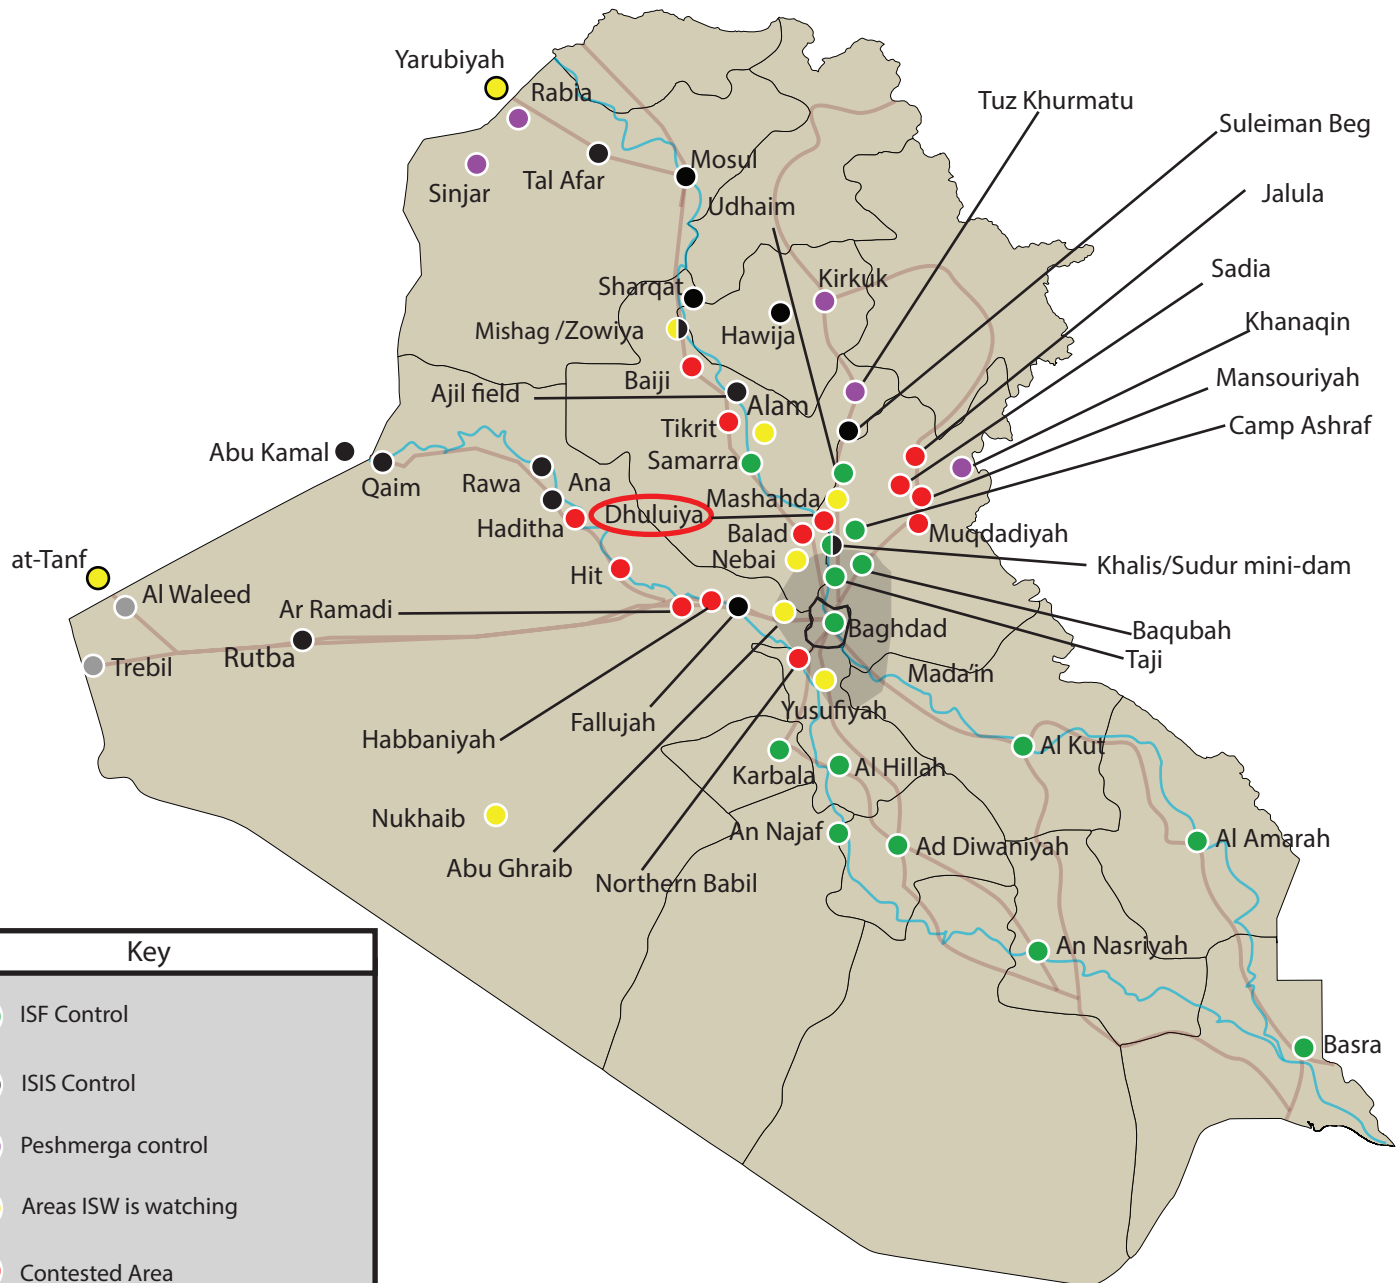 Yarubiyah
Rabia
Tuz Khurmatu
Suleiman Beg
Mosul
Tal Afar
Sinjar
Udhaim
Jalula
Sadia
Sharqat
Kirkuk
Mishag /Zowiya
Hawija
Khanaqin
Baiji
Mansouriyah
Ajil field
Alam
Tikrit
Camp Ashraf
Abu Kamal
Samarra
Qaim
Rawa
Ana
Mashahda
Haditha
Dhuluiya
Balad
Muqdadiyah
Nebai
at-Tanf
Hit
Khalis/Sudur mini-dam
Al Waleed
Ar Ramadi
Baghdad
Baqubah
Taji
Rutba
Trebil
Mada'in
Yusufiyah
Fallujah
Habbaniyah
Al Kut
Karbala
Al Hillah
Nukhaib
An Najaf
Ad Diwaniyah
Al Amarah
Abu Ghraib
Northern Babil
An Nasriyah
Basra
Key
ISF Control
ISIS Control
Peshmerga control
Areas ISW is watching
Contested Area